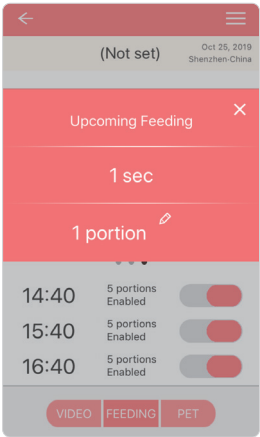 (Not set)
Oct 25, 2019
Shenzhen-China
Upcoming Feeding
1 sec
1 portion
14:40
5 portions
Enabled
15:40
5 portions
Enabled
16:40
5 portions
Enabled
VIDEO FEEDING PET